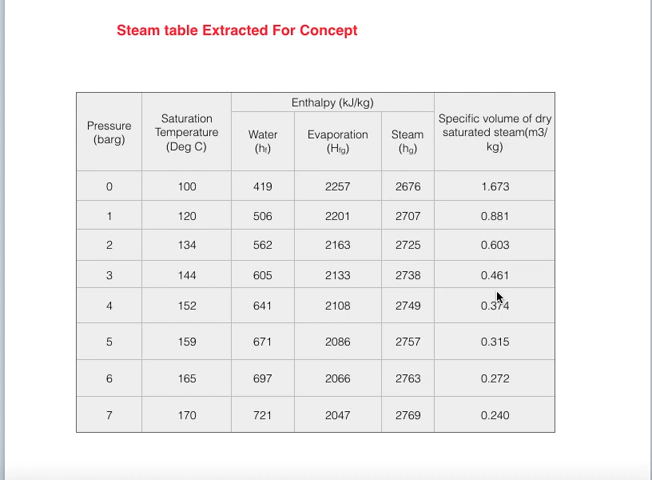 Steam table Extracted For Concept
Enthalpy (kJ/kg)
Pressure
(barg)
Saturation
Temperature
(Deg C)
Water
(hf)
Evaporation
(Hfg)
Steam
(hg)
Specific volume of dry
saturated steam(m3/
kg)
0 100 419 2257 2676 1.673
1 120 506 2201 2707 0.881
2 134 562 2163 2725 0.603
3 144 605 2133 2738 0.461
4 152 641 2108 2749 0.374
5 159 671 2086 2757 0.315
6 165 697 2066 2763 0.272
7 170 721 2047 2769 0.240